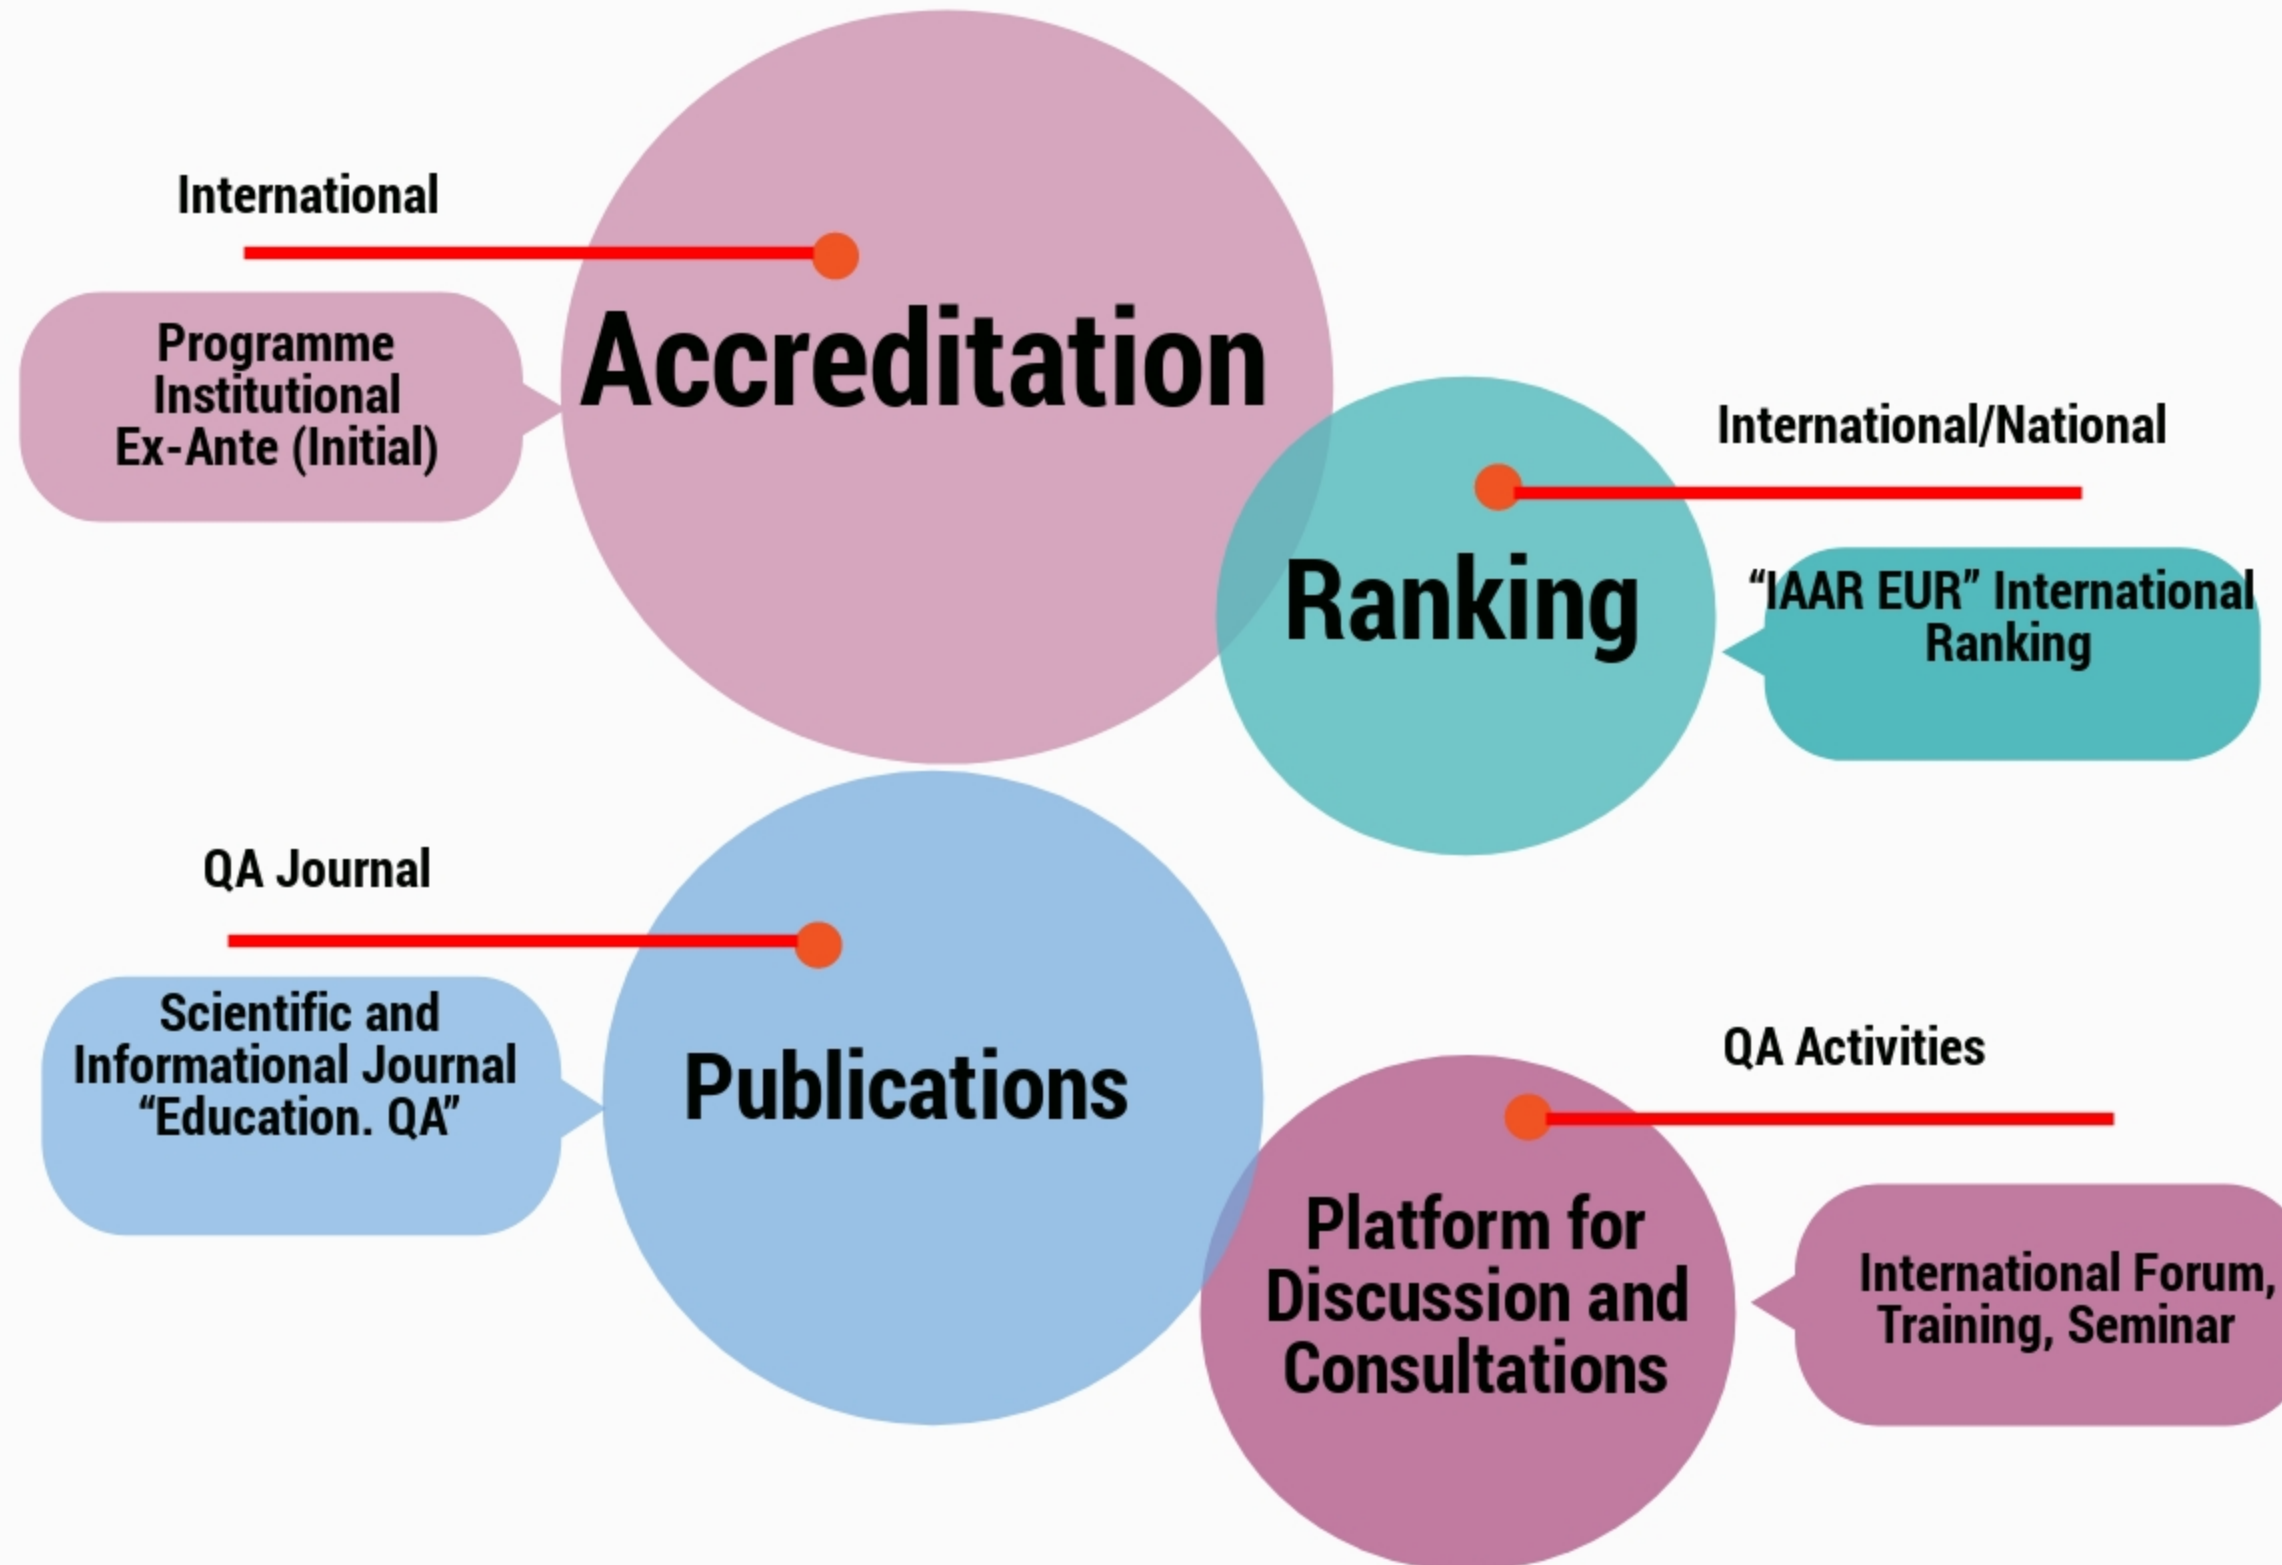 International
Accreditation
Programme
Institutional
Ex-Ante (Initial)
International/National
Ranking
“IAAR EUR” International
Ranking
QA Journal
Publications
Scientific and
Informational Journal
“Education. QA”
QA Activities
Platform for
Discussion and
Consultations
International Forum,
Training, Seminar